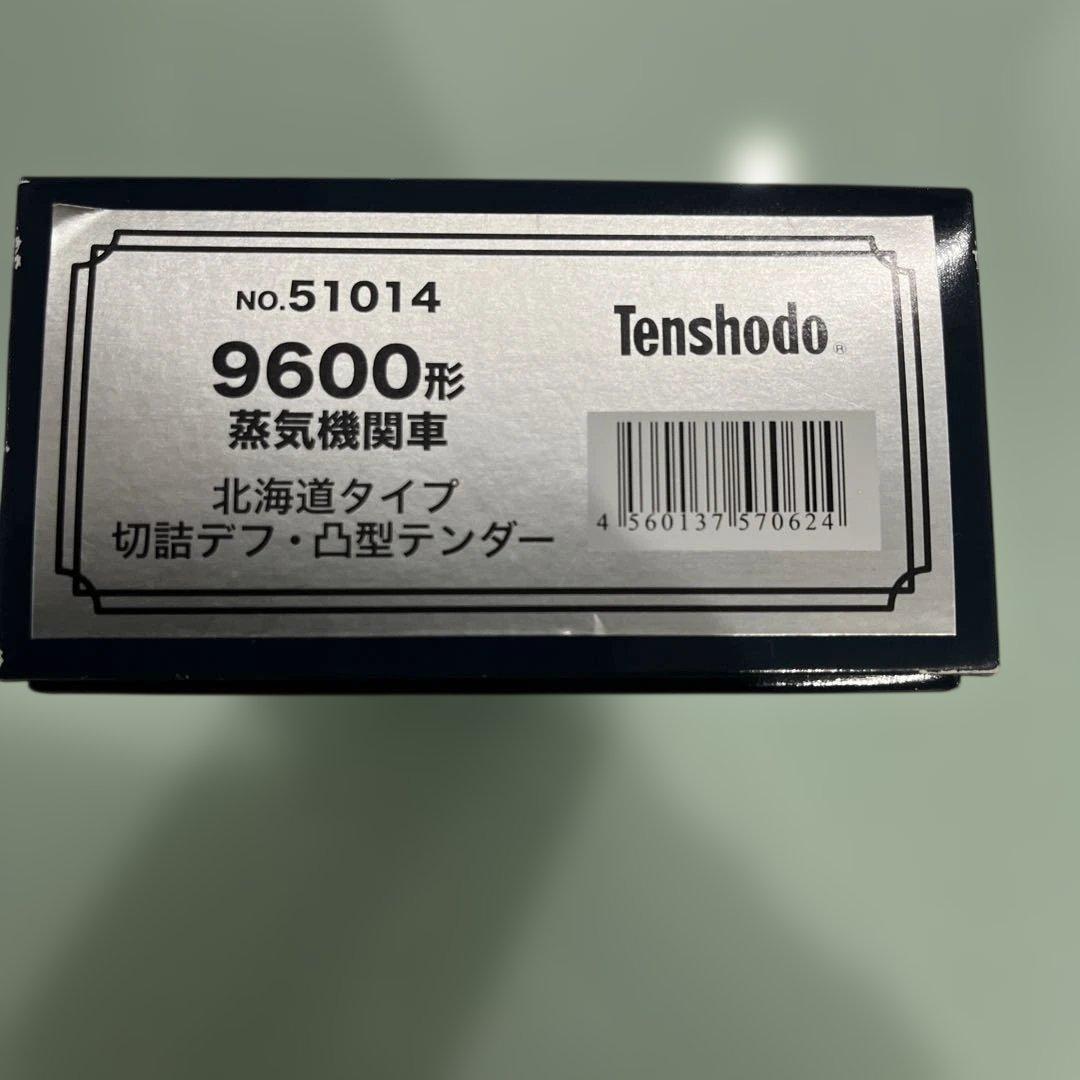 NO.51014
9600形
蒸気機関車
北海道タイプ
切詰デフ・凸型テンダー
Tenshodo®
4 560137 570624